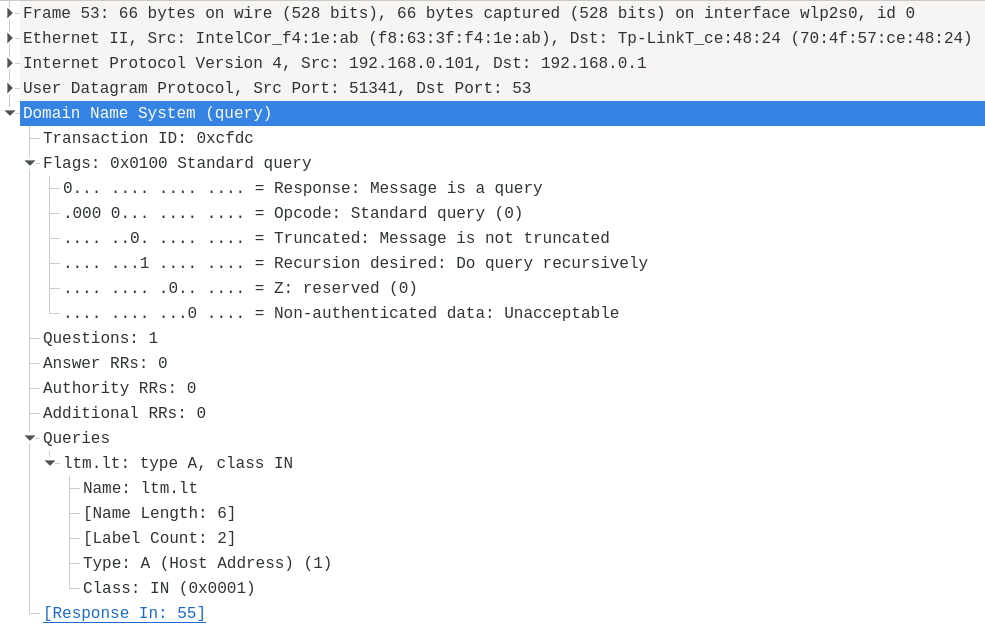 Frame 53: 66 bytes on wire (528 bits), 66 bytes captured (528 bits) on interface wlp2s0, id 0
Ethernet II, Src: IntelCor_f4:1e:ab (f8:63:3f:f4:1e:ab), Dst: Tp-LinkT_ce:48:24 (70:4f:57:ce:48:24)
Internet Protocol Version 4, Src: 192.168.0.101, Dst: 192.168.0.1
User Datagram Protocol, Src Port: 51341, Dst Port: 53
Domain Name System (query)
Transaction ID: 0xcfdc
Flags: 0x0100 Standard query
0... .... .... .... = Response: Message is a query
.000 0... .... .... = Opcode: Standard query (0)
.... ..0. .... .... = Truncated: Message is not truncated
.... ...1 .... .... = Recursion desired: Do query recursively
.... .... .0.. .... = Z: reserved (0)
.... .... ...0 .... = Non-authenticated data: Unacceptable
Questions: 1
Answer RRs: 0
Authority RRs: 0
Additional RRs: 0
Queries
ltm.lt: type A, class IN
Name: ltm.lt
[Name Length: 6]
[Label Count: 2]
Type: A (Host Address) (1)
Class: IN (0x0001)
[Response In: 55]